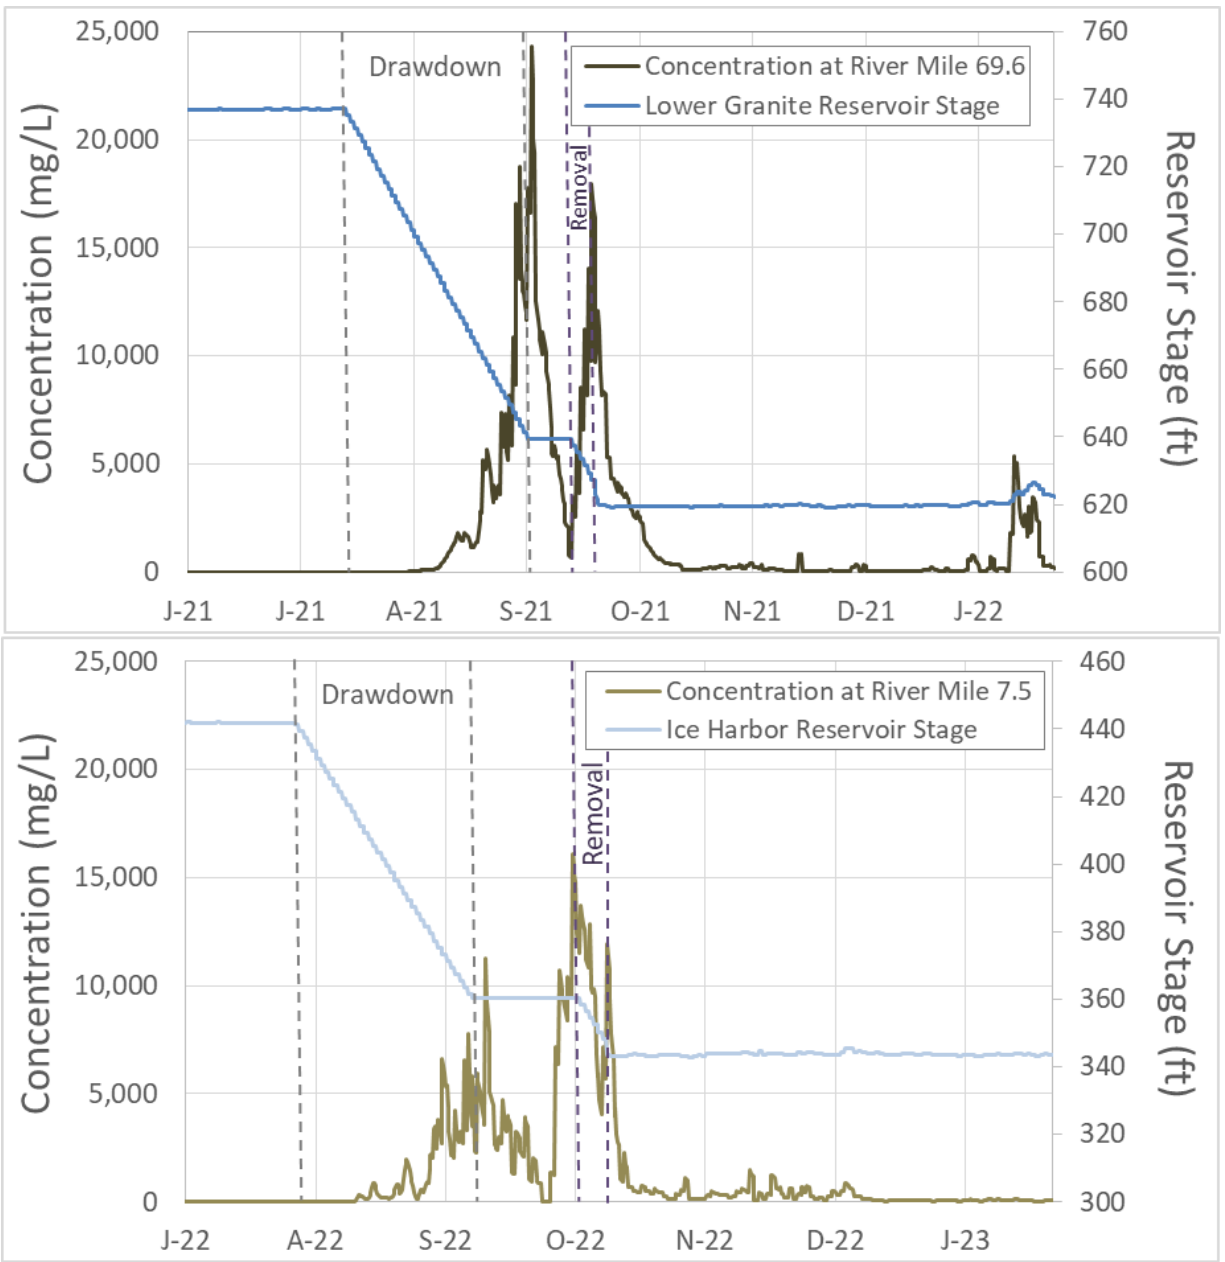 25,000
20,000
15,000
10,000
5,000
0
Concentration (mg/L)
Drawdown
Removal
Concentration at River Mile 69.6
Lower Granite Reservoir Stage
760
740
720
700
680
660
640
620
600
Reservoir Stage (ft)
J-21 J-21 A-21 S-21 O-21 N-21 D-21 J-22
25,000
20,000
15,000
10,000
5,000
0
Concentration (mg/L)
Drawdown
Removal
Concentration at River Mile 7.5
Ice Harbor Reservoir Stage
460
440
420
400
380
360
340
320
300
Reservoir Stage (ft)
J-22 A-22 S-22 O-22 N-22 D-22 J-23